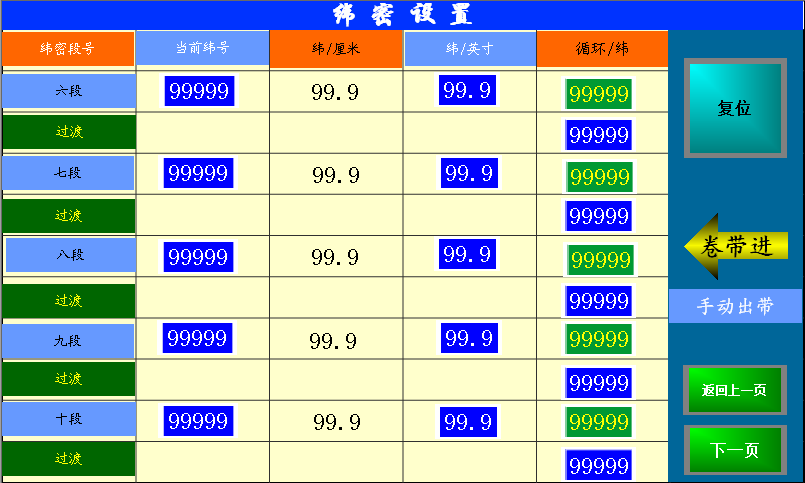 纬密设置
纬密段号 当前纬号 纬/厘米 纬/英寸 循环/纬
六段 99999 99.9 99.9 99999
过渡 99999
七段 99999 99.9 99.9 99999
过渡 99999
八段 99999 99.9 99.9 99999
过渡 99999
九段 99999 99.9 99.9 99999
过渡 99999
十段 99999 99.9 99.9 99999
过渡 99999
复位
卷带进
手动出带
返回上一页
下一页